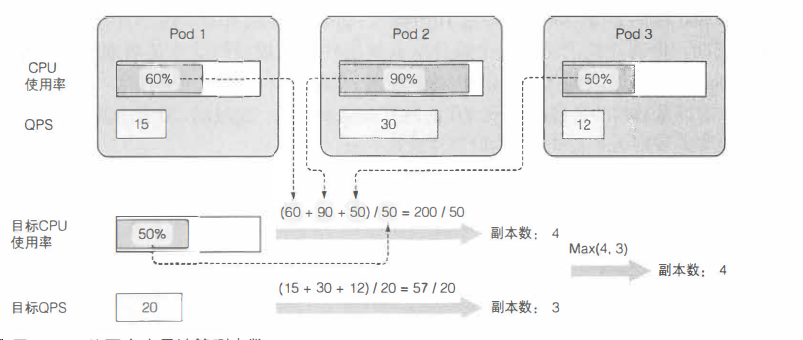 Pod 1
Pod 2
Pod 3
CPU
使用率
60%
90%
50%
QPS
15
30
12
(60 + 90 + 50) / 50 = 200 / 50
目标CPU
使用率
50%
副本数: 4
Max(4, 3)
副本数: 4
(15 + 30 + 12) / 20 = 57 / 20
目标QPS
20
副本数: 3